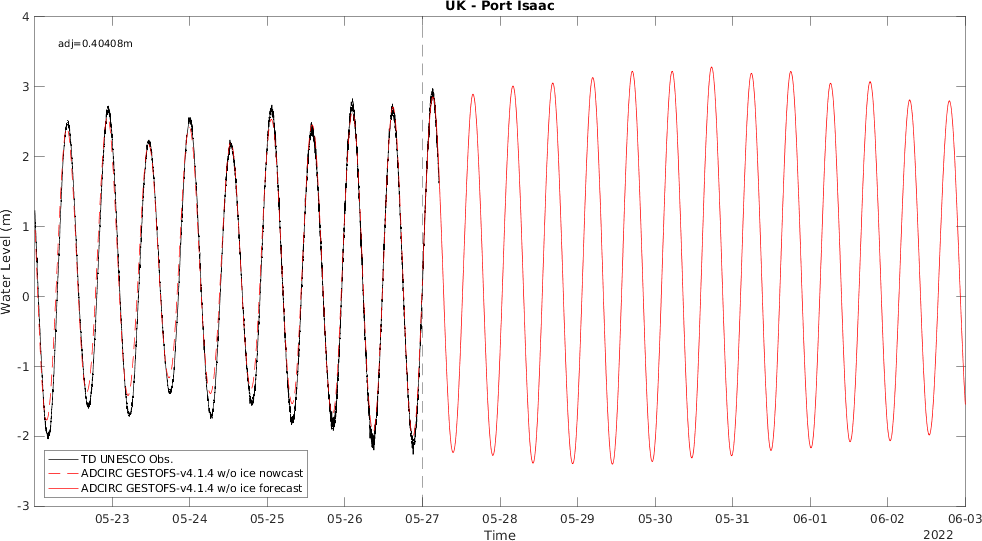 UK - Port Isaac
adj=0.40408m
4
3
2
1
0
-1
-2
-3
Water Level (m)
TD UNESCO Obs.
ADCIRC GESTOFS-v4.1.4 w/o ice nowcast
ADCIRC GESTOFS-v4.1.4 w/o ice forecast
05-23 05-24 05-25 05-26 05-27 05-28 05-29 05-30 05-31 06-01 06-02 06-03
Time
2022